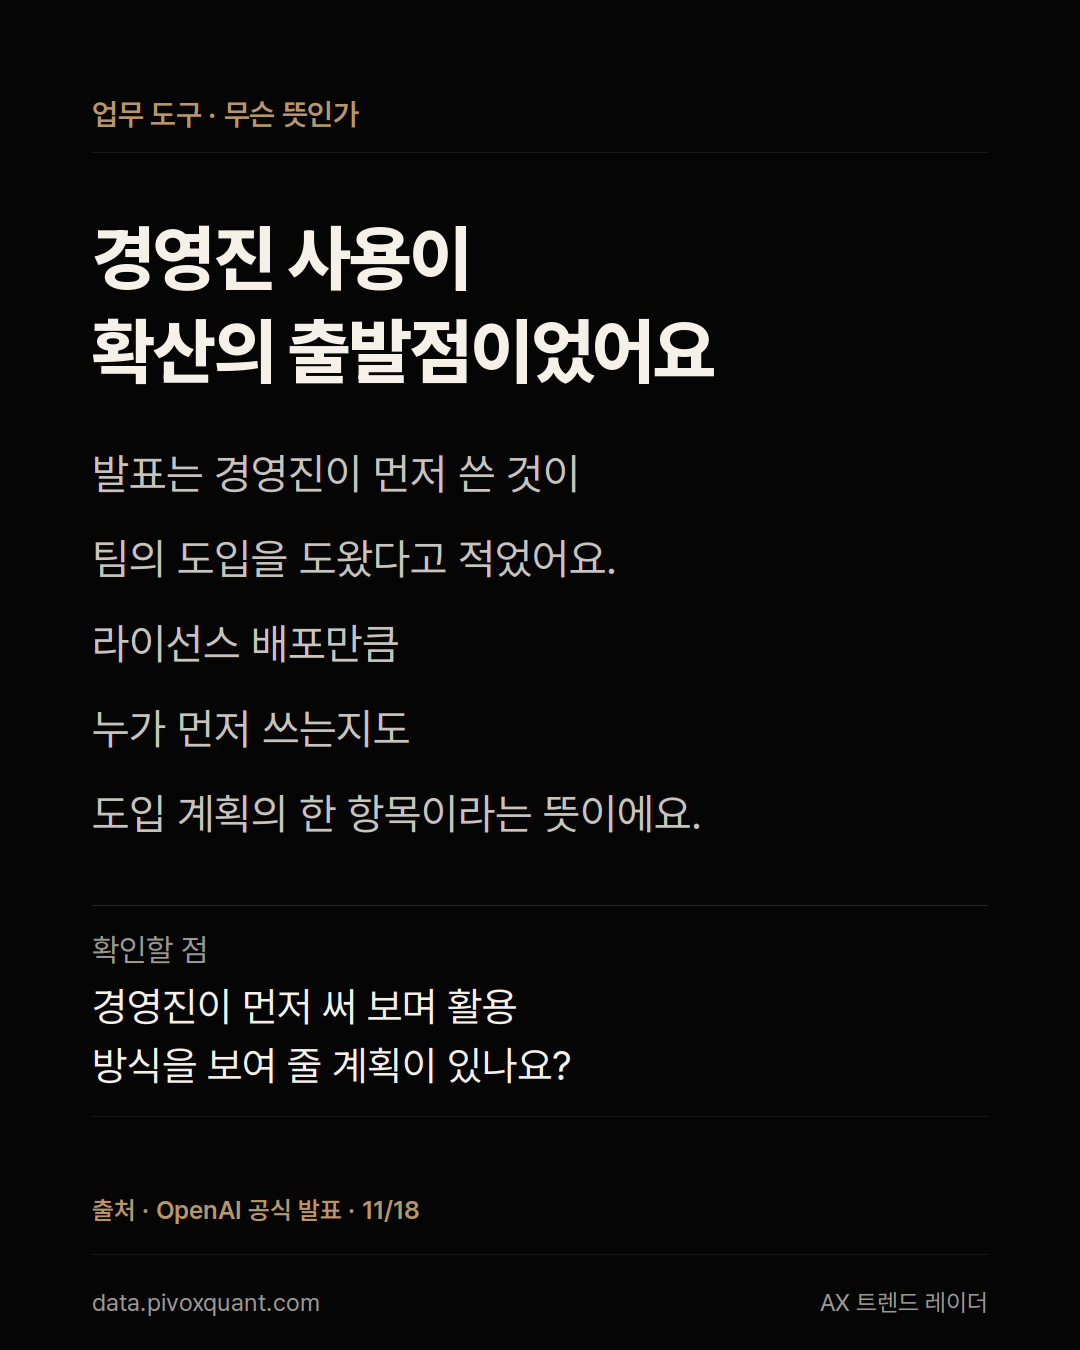 업무 도구 · 무슨 뜻인가
경영진 사용이
확산의 출발점이었어요
발표는 경영진이 먼저 쓴 것이
팀의 도입을 도왔다고 적었어요.
라이선스 배포만큼
누가 먼저 쓰는지도
도입 계획의 한 항목이라는 뜻이에요.
확인할 점
경영진이 먼저 써 보며 활용
방식을 보여 줄 계획이 있나요?
출처 · OpenAI 공식 발표 · 11/18
data.pivoxquant.com
AX 트렌드 레이더